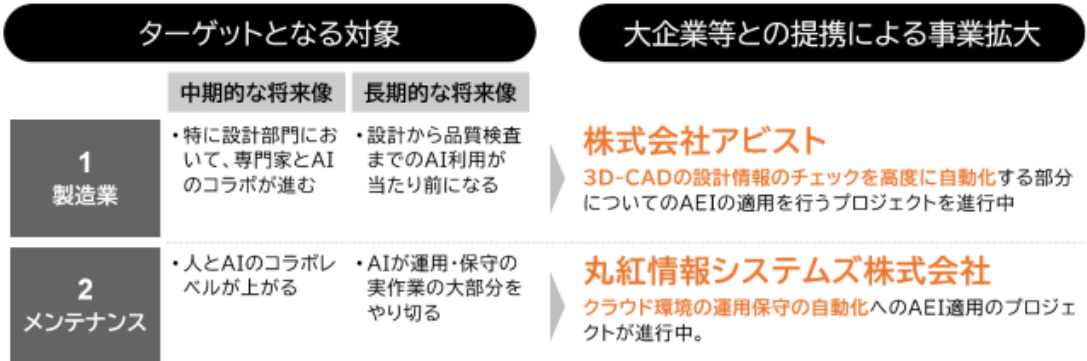 ターゲットとなる対象
大企業等との提携による事業拡大
中期的な将来像
長期的な将来像
1
製造業
・特に設計部門にお
いて、専門家とAI
のコラボが進む
・設計から品質検査
までのAI利用が
当たり前になる
株式会社アビスト
3D-CADの設計情報のチェックを高度に自動化する部分
についてのAEIの適用を行うプロジェクトを進行中
2
メンテナンス
・人とAIのコラボレ
ベルが上がる
・AIが運用・保守の
実作業の大部分を
やり切る
丸紅情報システムズ株式会社
クラウド環境の運用保守の自動化へのAEI適用のプロジェ
クトが進行中。